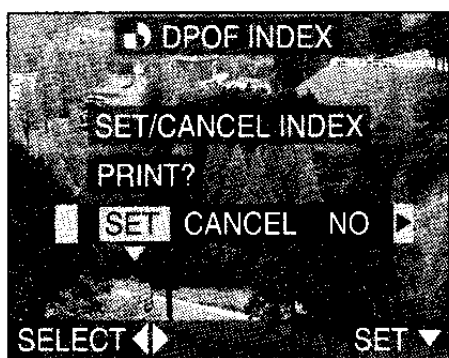 DPOF INDEX
SET/CANCEL INDEX
PRINT?
SET CANCEL NO
SELECT SET